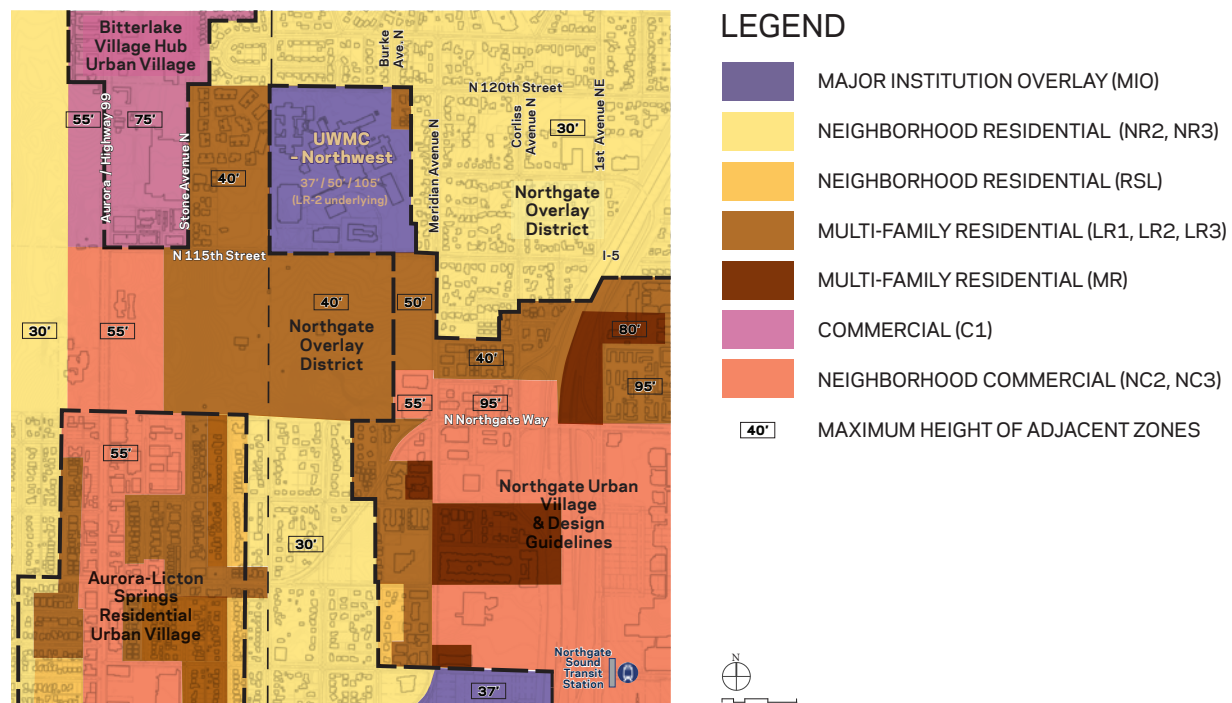 Bitterlake
Village Hub
Urban Village
Burke
Ave. N
N 120th Street
Corliss
Avenue N
1st Avenue NE
30'
55'
75'
Aurora / Highway 99
Stone Avenue N
40'
UWMC
- Northwest
37' / 50' / 105'
(LR-2 underlying)
Meridian Avenue N
Northgate
Overlay
District
I-5
N 115th Street
30'
55'
40'
Northgate
Overlay
District
50'
40'
80'
95'
55'
95'
N Northgate Way
55'
Northgate Urban
Village
& Design
Guidelines
30'
Aurora-Licton
Springs
Residential
Urban Village
Northgate
Sound
Transit
Station
37'
LEGEND
MAJOR INSTITUTION OVERLAY (MIO)
NEIGHBORHOOD RESIDENTIAL (NR2, NR3)
NEIGHBORHOOD RESIDENTIAL (RSL)
MULTI-FAMILY RESIDENTIAL (LR1, LR2, LR3)
MULTI-FAMILY RESIDENTIAL (MR)
COMMERCIAL (C1)
NEIGHBORHOOD COMMERCIAL (NC2, NC3)
40' MAXIMUM HEIGHT OF ADJACENT ZONES
N